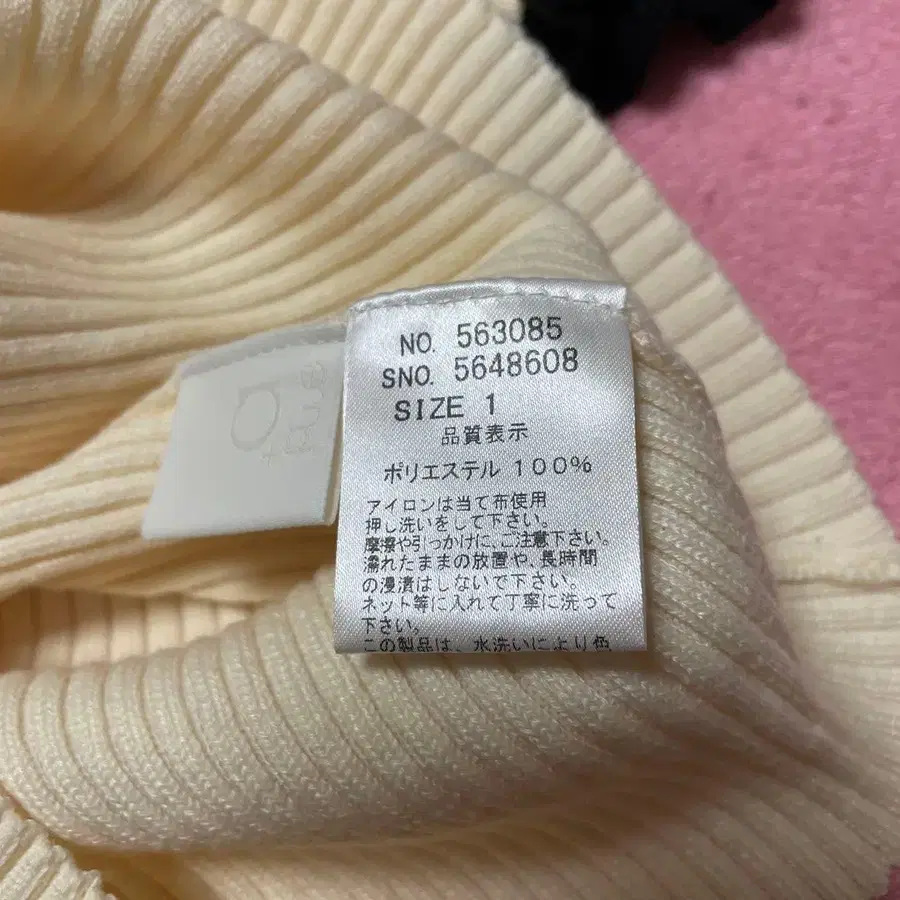 NO. 563085
SNO. 5648608
SIZE 1
品質表示
ポリエステル 100%
アイロンは当て布使用
押し洗いをして下さい。
摩擦や引っかけに、ご注意下さい。
濡れたままの放置や、長時間
の浸漬はしないで下さい。
ネット等に入れて丁寧に洗って
下さい。
この製品は、水洗いにより色